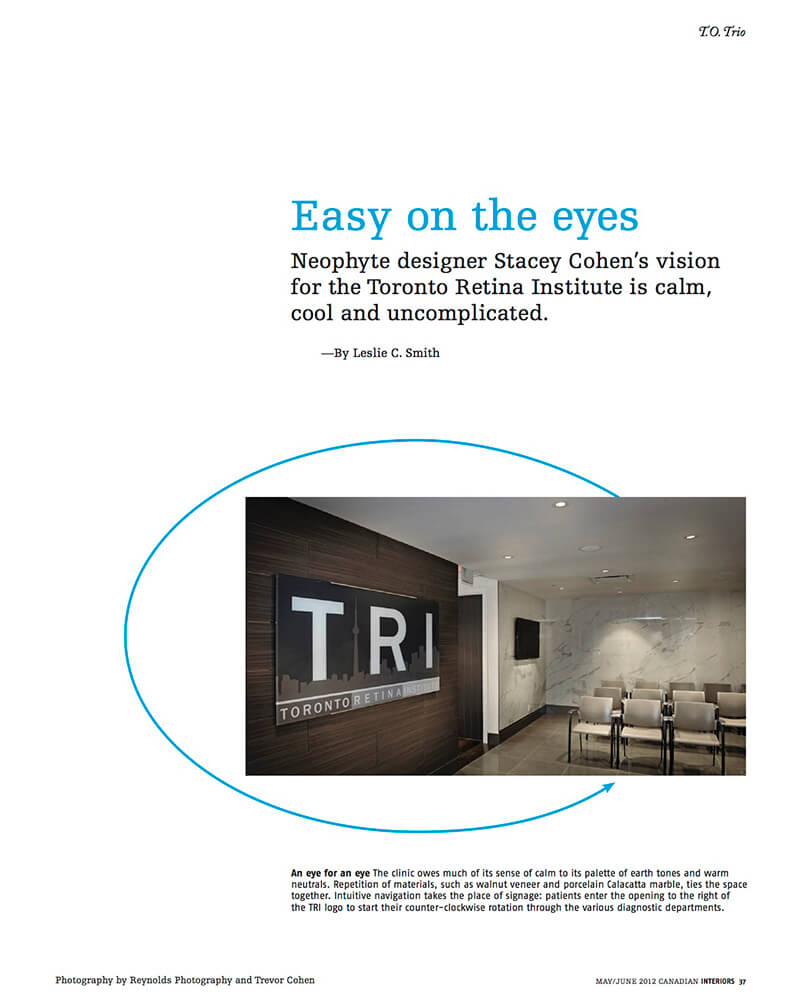 T.O. Trio
Easy on the eyes
Neophyte designer Stacey Cohen's vision
for the Toronto Retina Institute is calm,
cool and uncomplicated.
—By Leslie C. Smith
TRI
TORONTO RETINA INSTITUTE
An eye for an eye The clinic owes much of its sense of calm to its palette of earth tones and warm
neutrals. Repetition of materials, such as walnut veneer and porcelain Calacatta marble, ties the space
together. Intuitive navigation takes the place of signage: patients enter the opening to the right of
the TRI logo to start their counter-clockwise rotation through the various diagnostic departments.
Photography by Reynolds Photography and Trevor Cohen
MAY/JUNE 2012 CANADIAN INTERIORS 37